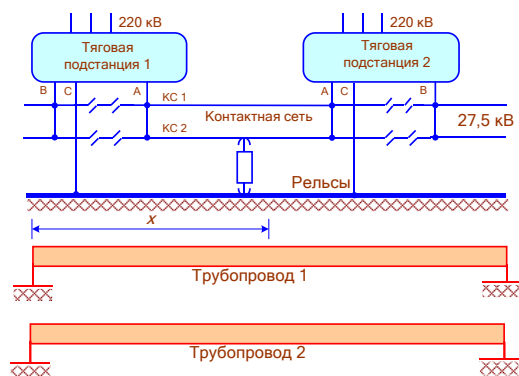 220 кВ
220 кВ
Тяговая
подстанция 1
Тяговая
подстанция 2
В
С
А
А
С
В
КС 1
Контактная сеть
27,5 кВ
КС 2
Рельсы
х
Трубопровод 1
Трубопровод 2